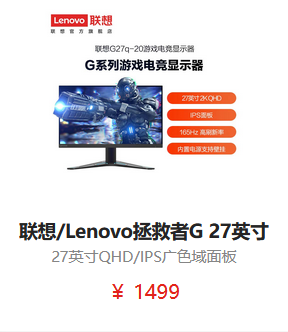 Lenovo 联想
联想官方旗舰店
联想G27q-20游戏电竞显示器
G系列游戏电竞显示器
27英寸2K QHD
IPS面板
165Hz 高刷新率
内置电源支持壁挂
联想/Lenovo拯救者G 27英寸
27英寸QHD/IPS广色域面板
¥ 1499